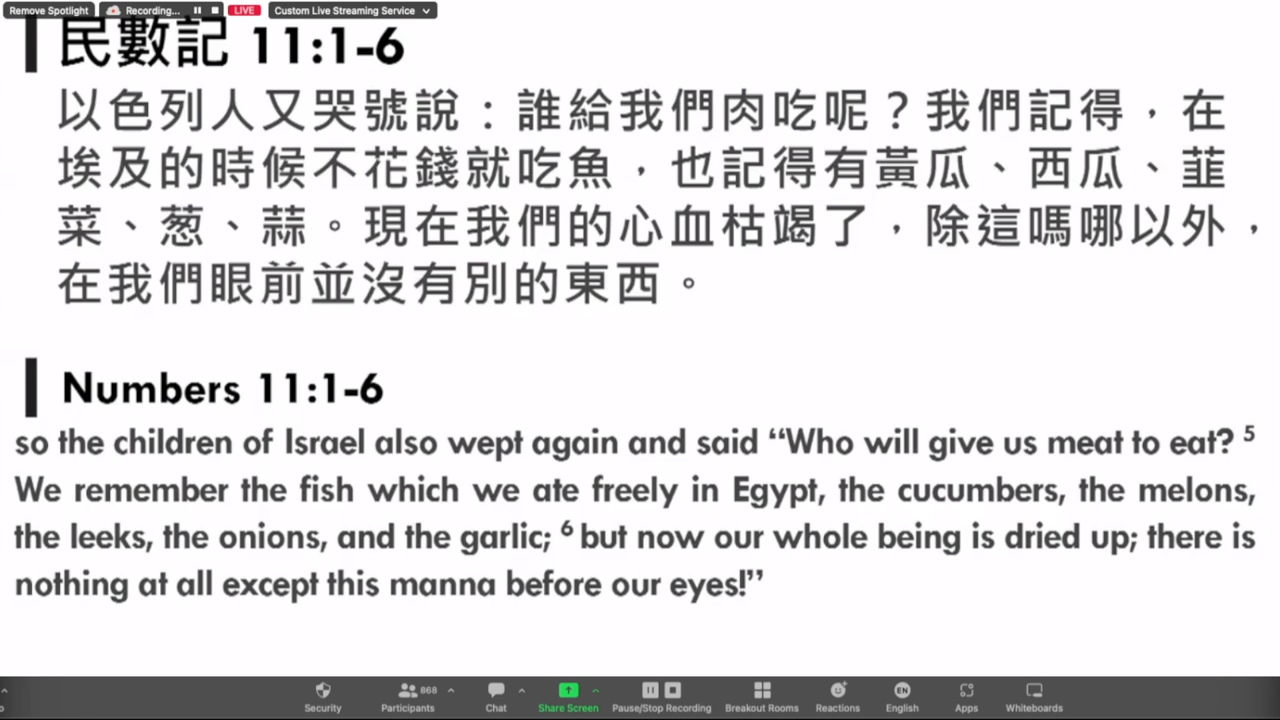 Remove Spotlight Recording... LIVE Custom Live Streaming Service
民數記 11:1-6
以色列人又哭號說：誰給我們肉吃呢？我們記得，在
埃及的時候不花錢就吃魚，也記得有黃瓜、西瓜、韮
菜、葱、蒜。現在我們的心血枯竭了，除這嗎哪以外，
在我們眼前並沒有別的東西。
Numbers 11:1-6
so the children of Israel also wept again and said “Who will give us meat to eat? 5
We remember the fish which we ate freely in Egypt, the cucumbers, the melons,
the leeks, the onions, and the garlic; 6 but now our whole being is dried up; there is
nothing at all except this manna before our eyes!”
868 EN
Security Participants Chat Share Screen Pause/Stop Recording Breakout Rooms Reactions English Apps Whiteboards